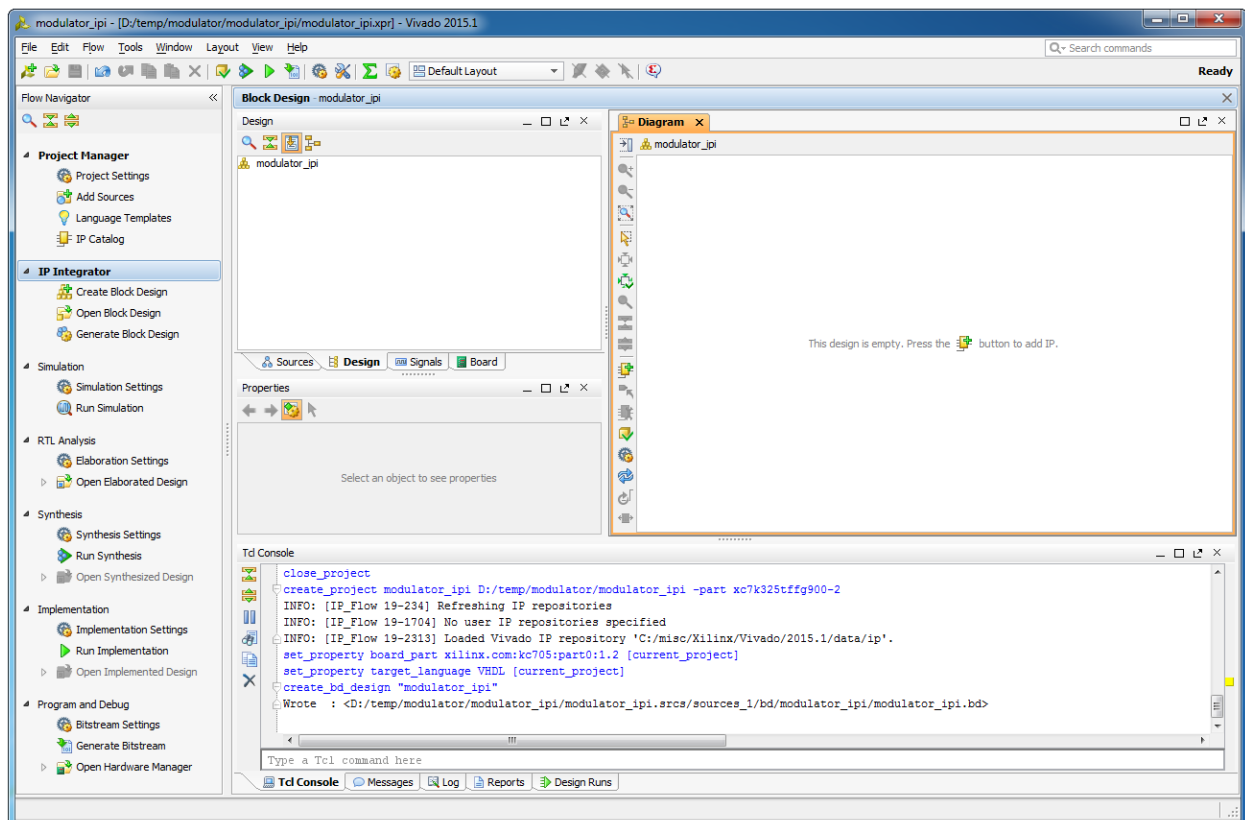 modulator_ipi - [D:/temp/modulator/modulator_ipi/modulator_ipi.xpr] - Vivado 2015.1
File Edit Flow Tools Window Layout View Help
Search commands
Default Layout
Ready
Flow Navigator
Project Manager
Project Settings
Add Sources
Language Templates
IP Catalog
IP Integrator
Create Block Design
Open Block Design
Generate Block Design
Simulation
Simulation Settings
Run Simulation
RTL Analysis
Elaboration Settings
Open Elaborated Design
Synthesis
Synthesis Settings
Run Synthesis
Open Synthesized Design
Implementation
Implementation Settings
Run Implementation
Open Implemented Design
Program and Debug
Bitstream Settings
Generate Bitstream
Open Hardware Manager
Block Design - modulator_ipi
Design
modulator_ipi
Sources Design Signals Board
Properties
Select an object to see properties
Diagram
modulator_ipi
This design is empty. Press the button to add IP.
Tcl Console
close_project
create_project modulator_ipi D:/temp/modulator/modulator_ipi -part xc7k325tffg900-2
INFO: [IP_Flow 19-234] Refreshing IP repositories
INFO: [IP_Flow 19-1704] No user IP repositories specified
INFO: [IP_Flow 19-2313] Loaded Vivado IP repository 'C:/misc/Xilinx/Vivado/2015.1/data/ip'.
set_property board_part xilinx.com:kc705:part0:1.2 [current_project]
set_property target_language VHDL [current_project]
create_bd_design "modulator_ipi"
Wrote : <D:/temp/modulator/modulator_ipi/modulator_ipi.srcs/sources_1/bd/modulator_ipi/modulator_ipi.bd>
Type a Tcl command here
Tcl Console Messages Log Reports Design Runs